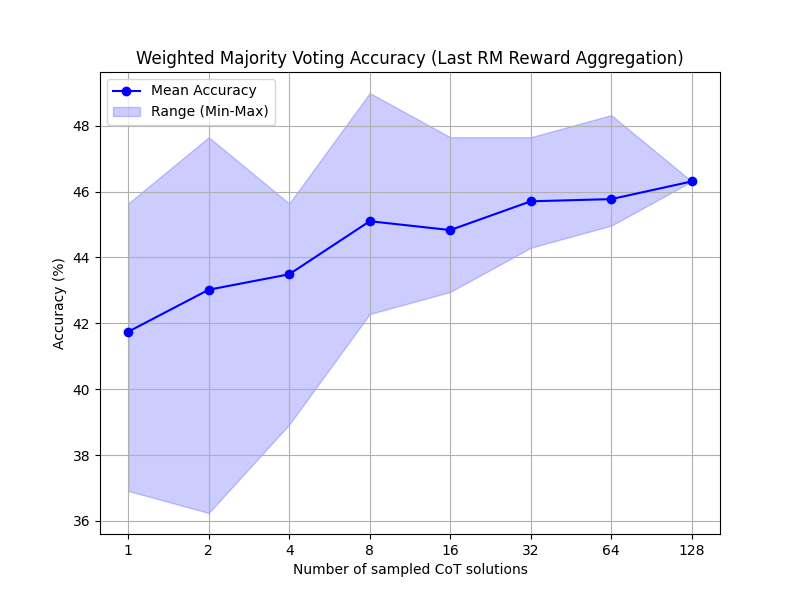 Weighted Majority Voting Accuracy (Last RM Reward Aggregation)
Mean Accuracy
Range (Min-Max)
48
46
44
42
40
38
36
Accuracy (%)
1 2 4 8 16 32 64 128
Number of sampled CoT solutions